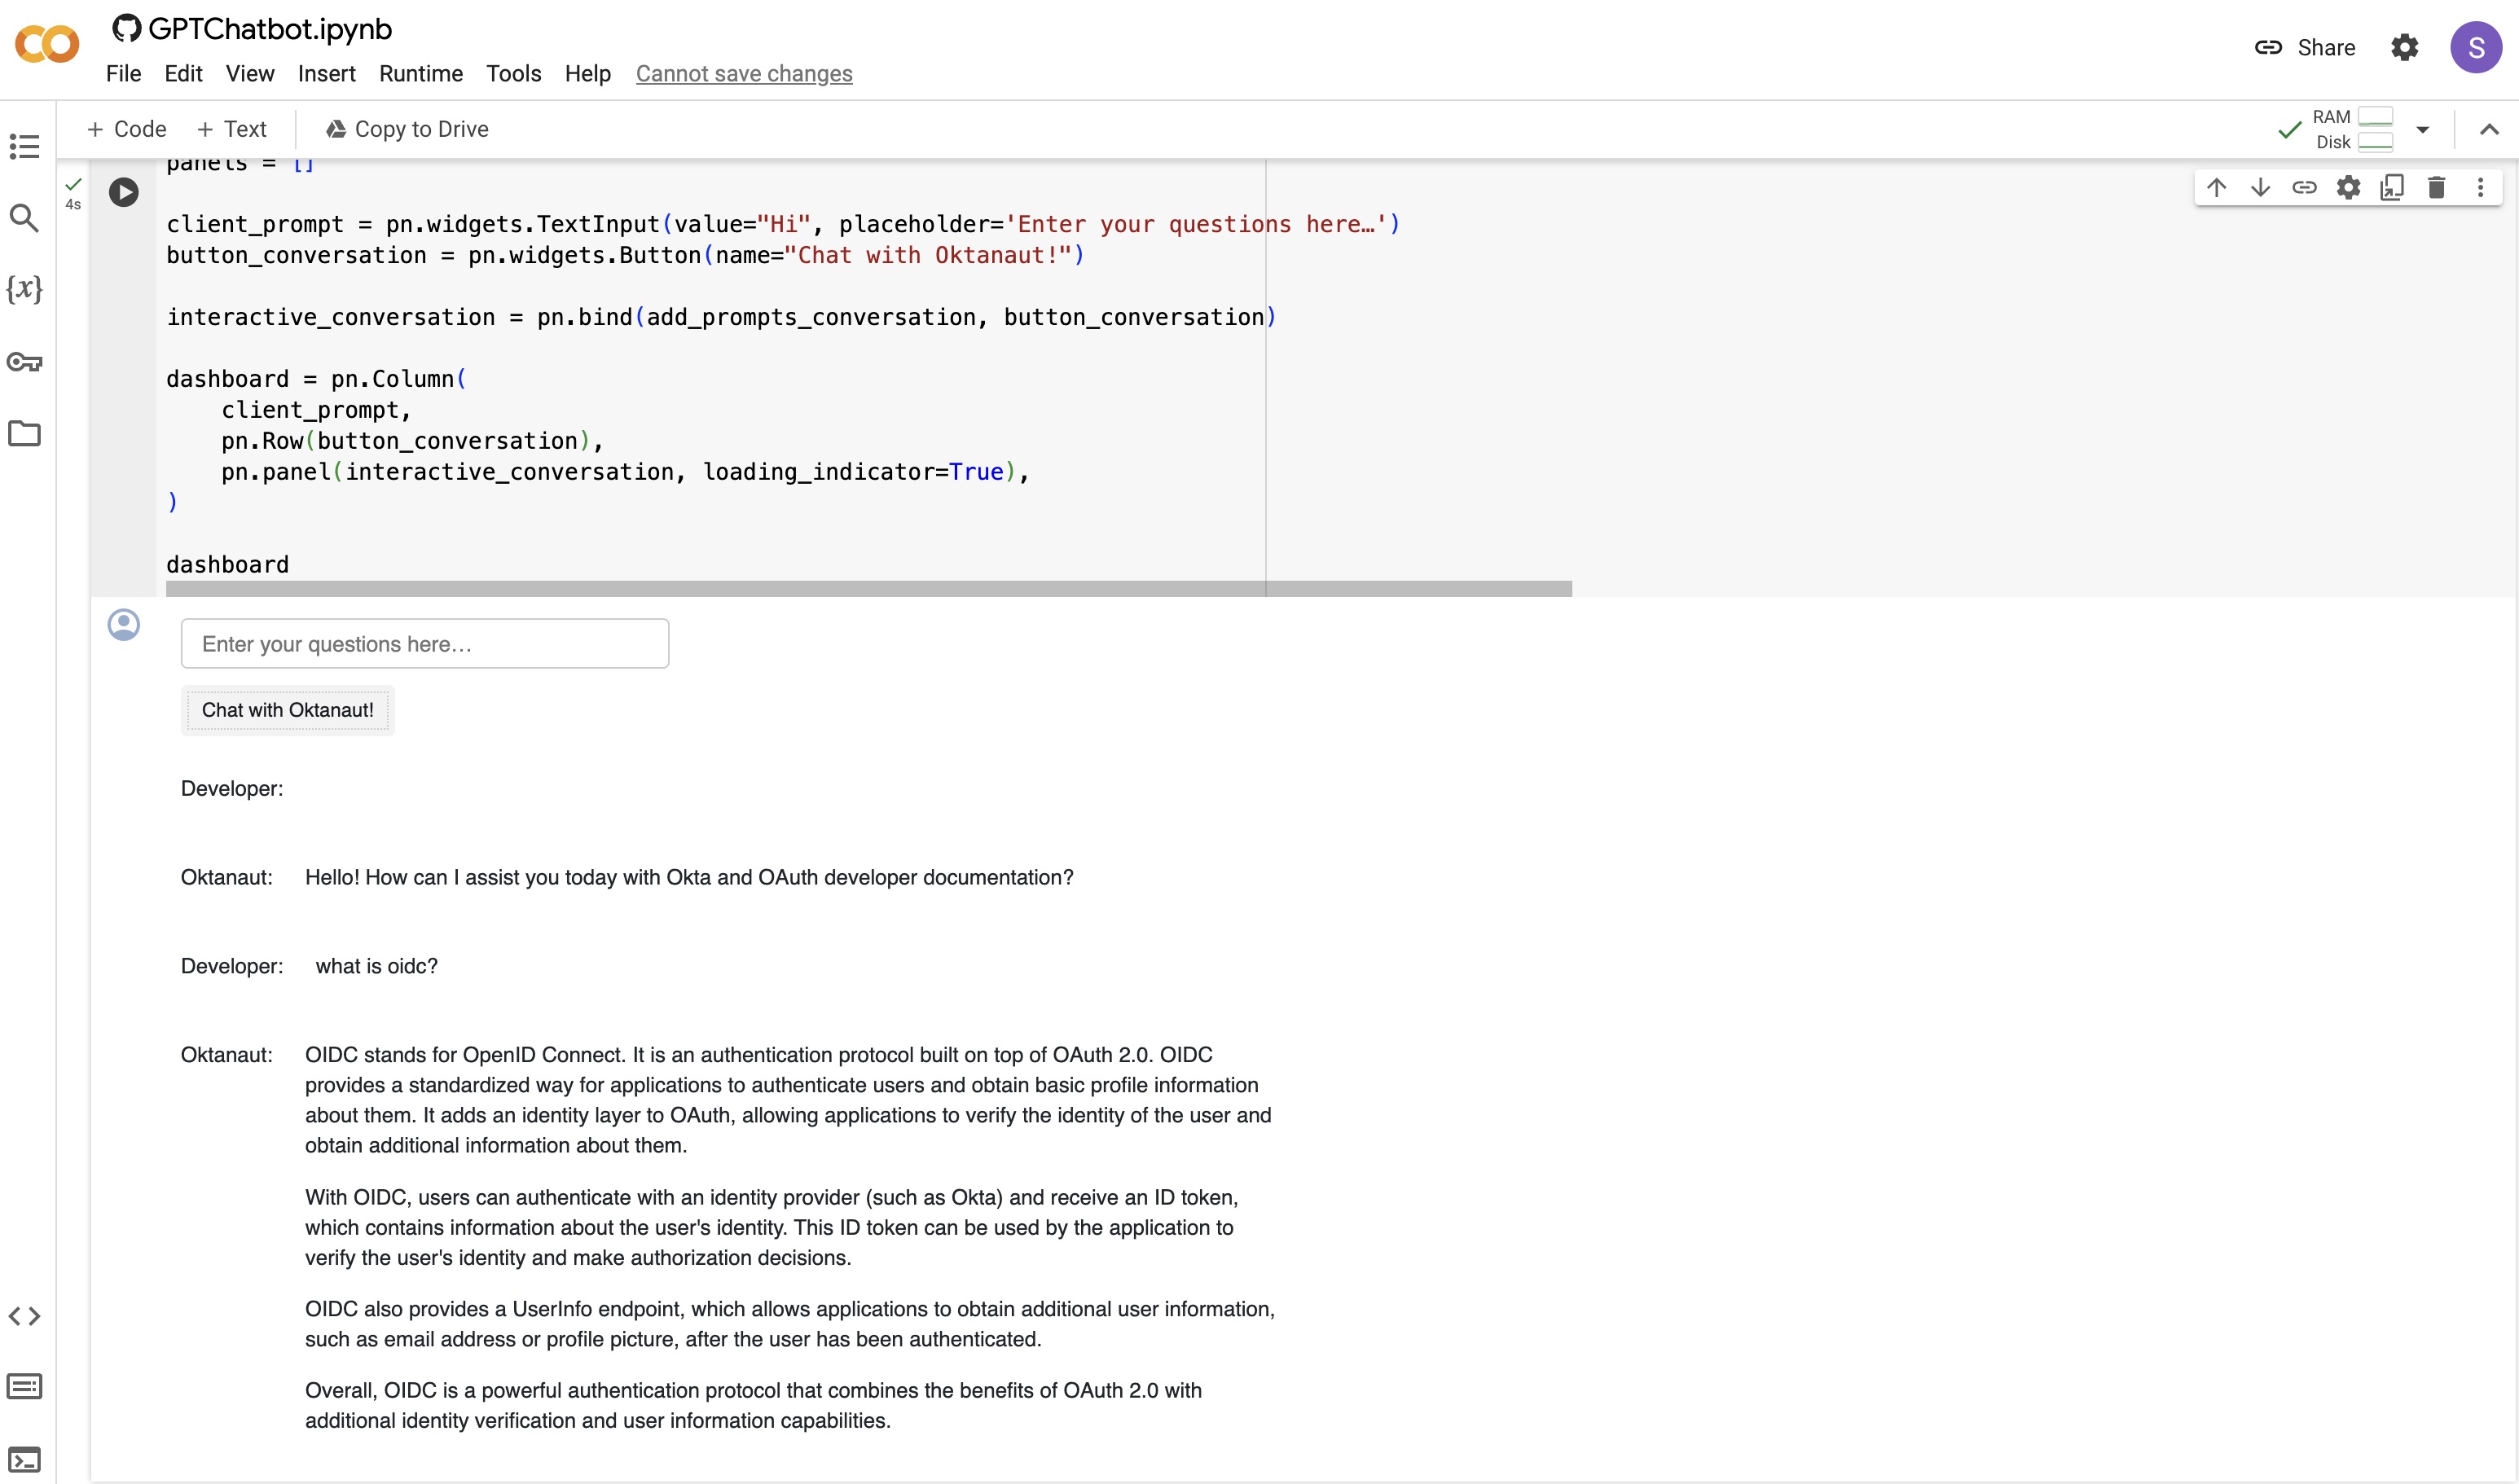 GPTChatbot.ipynb
File Edit View Insert Runtime Tools Help Cannot save changes
Share
S
+ Code + Text Copy to Drive
RAM
Disk
panels = []
4s
client_prompt = pn.widgets.TextInput(value="Hi", placeholder='Enter your questions here…')
button_conversation = pn.widgets.Button(name="Chat with Oktanaut!")
interactive_conversation = pn.bind(add_prompts_conversation, button_conversation)
dashboard = pn.Column(
    client_prompt,
    pn.Row(button_conversation),
    pn.panel(interactive_conversation, loading_indicator=True),
)
dashboard
Enter your questions here…
Chat with Oktanaut!
Developer:
Oktanaut: Hello! How can I assist you today with Okta and OAuth developer documentation?
Developer: what is oidc?
Oktanaut: OIDC stands for OpenID Connect. It is an authentication protocol built on top of OAuth 2.0. OIDC
provides a standardized way for applications to authenticate users and obtain basic profile information
about them. It adds an identity layer to OAuth, allowing applications to verify the identity of the user and
obtain additional information about them.
With OIDC, users can authenticate with an identity provider (such as Okta) and receive an ID token,
which contains information about the user's identity. This ID token can be used by the application to
verify the user's identity and make authorization decisions.
OIDC also provides a UserInfo endpoint, which allows applications to obtain additional user information,
such as email address or profile picture, after the user has been authenticated.
Overall, OIDC is a powerful authentication protocol that combines the benefits of OAuth 2.0 with
additional identity verification and user information capabilities.